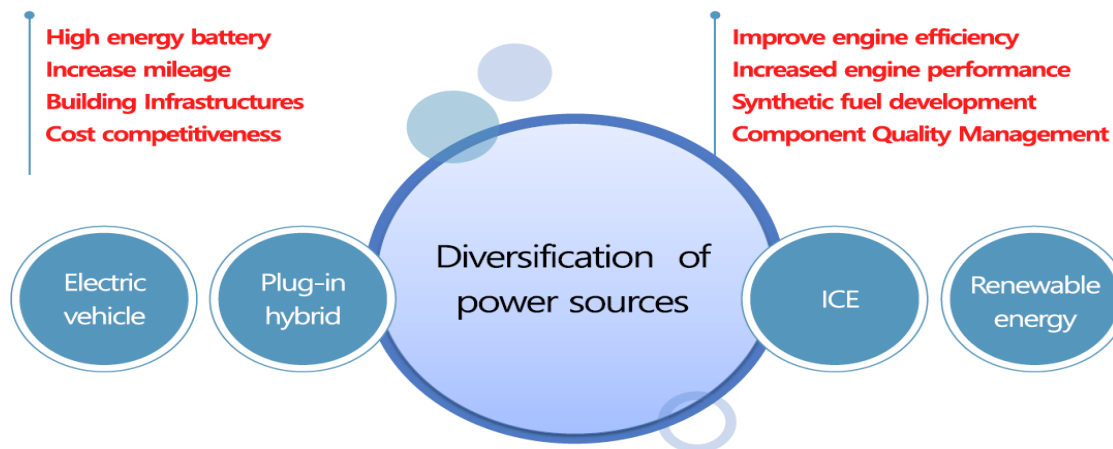 High energy battery
Increase mileage
Building Infrastructures
Cost competitiveness
Improve engine efficiency
Increased engine performance
Synthetic fuel development
Component Quality Management
Electric
vehicle
Plug-in
hybrid
Diversification of
power sources
ICE
Renewable
energy